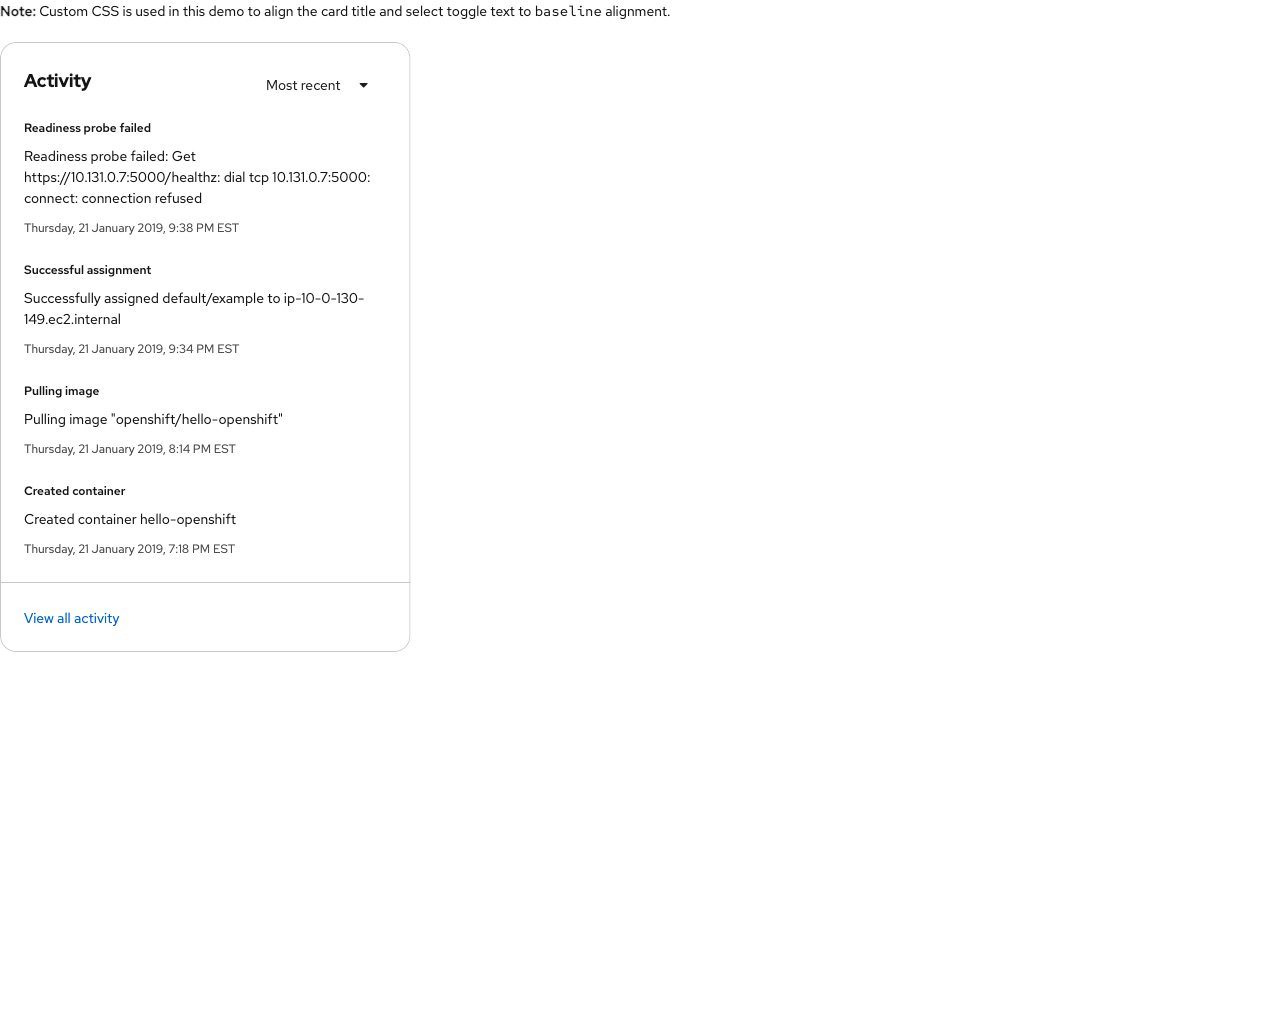 Note: Custom CSS is used in this demo to align the card title and select toggle text to baseline alignment.
Activity
Most recent
Readiness probe failed
Readiness probe failed: Get
https://10.131.0.7:5000/healthz: dial tcp 10.131.0.7:5000:
connect: connection refused
Thursday, 21 January 2019, 9:38 PM EST
Successful assignment
Successfully assigned default/example to ip-10-0-130-
149.ec2.internal
Thursday, 21 January 2019, 9:34 PM EST
Pulling image
Pulling image "openshift/hello-openshift"
Thursday, 21 January 2019, 8:14 PM EST
Created container
Created container hello-openshift
Thursday, 21 January 2019, 7:18 PM EST
View all activity